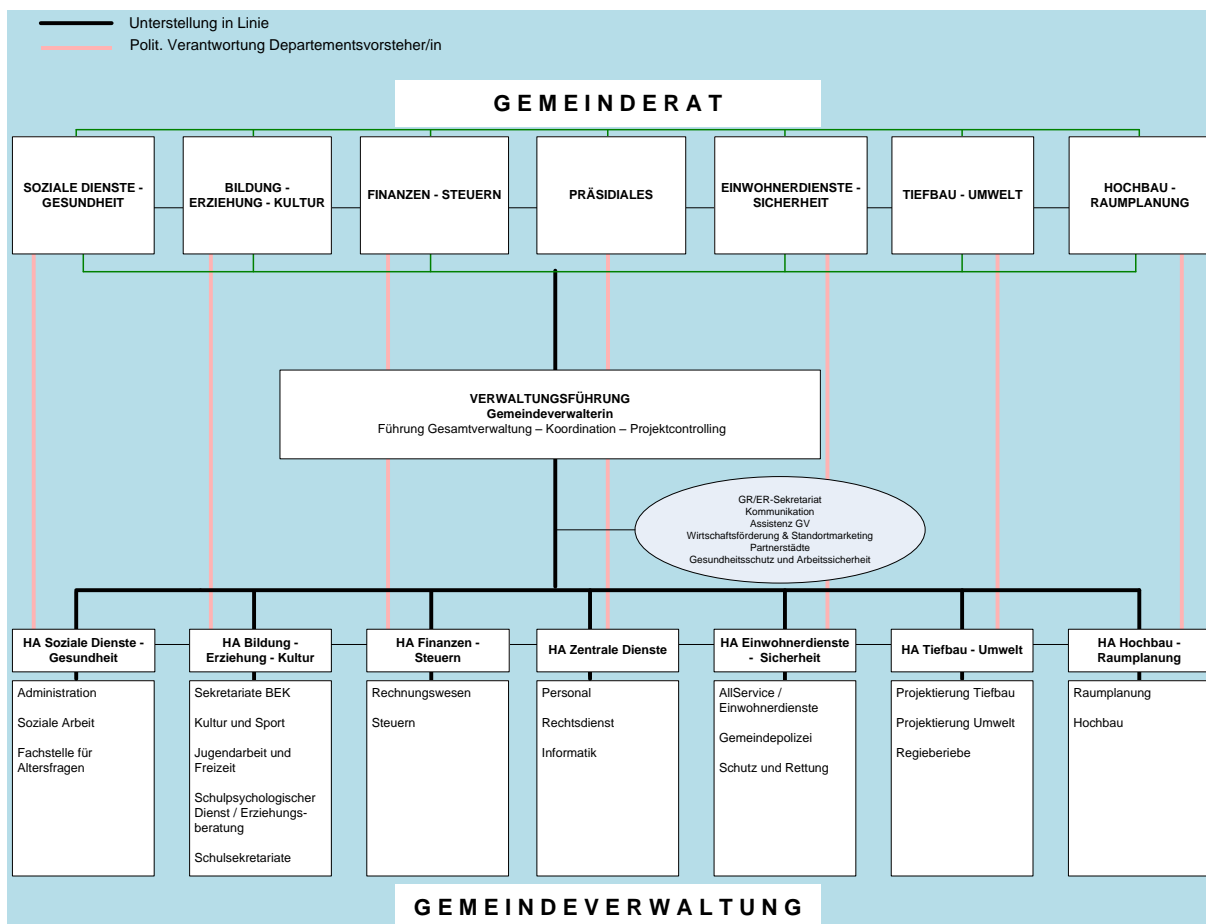 Unterstellung in Linie
Polit. Verantwortung Departementsvorsteher/in
GEMEINDERAT
SOZIALE DIENSTE -
GESUNDHEIT
BILDUNG -
ERZIEHUNG - KULTUR
FINANZEN - STEUERN
PRÄSIDIALES
EINWOHNERDIENSTE -
SICHERHEIT
TIEFBAU - UMWELT
HOCHBAU -
RAUMPLANUNG
VERWALTUNGSFÜHRUNG
Gemeindeverwalterin
Führung Gesamtverwaltung – Koordination – Projektcontrolling
GR/ER-Sekretariat
Kommunikation
Assistenz GV
Wirtschaftsförderung & Standortmarketing
Partnerstädte
Gesundheitsschutz und Arbeitssicherheit
HA Soziale Dienste -
Gesundheit
HA Bildung -
Erziehung - Kultur
HA Finanzen -
Steuern
HA Zentrale Dienste
HA Einwohnerdienste
- Sicherheit
HA Tiefbau - Umwelt
HA Hochbau -
Raumplanung
Administration
Soziale Arbeit
Fachstelle für
Altersfragen
Sekretariate BEK
Kultur und Sport
Jugendarbeit und
Freizeit
Schulpsychologischer
Dienst / Erziehungs-
beratung
Schulsekretariate
Rechnungswesen
Steuern
Personal
Rechtsdienst
Informatik
AllService /
Einwohnerdienste
Gemeindepolizei
Schutz und Rettung
Projektierung Tiefbau
Projektierung Umwelt
Regieberiebe
Raumplanung
Hochbau
GEMEINDEVERWALTUNG